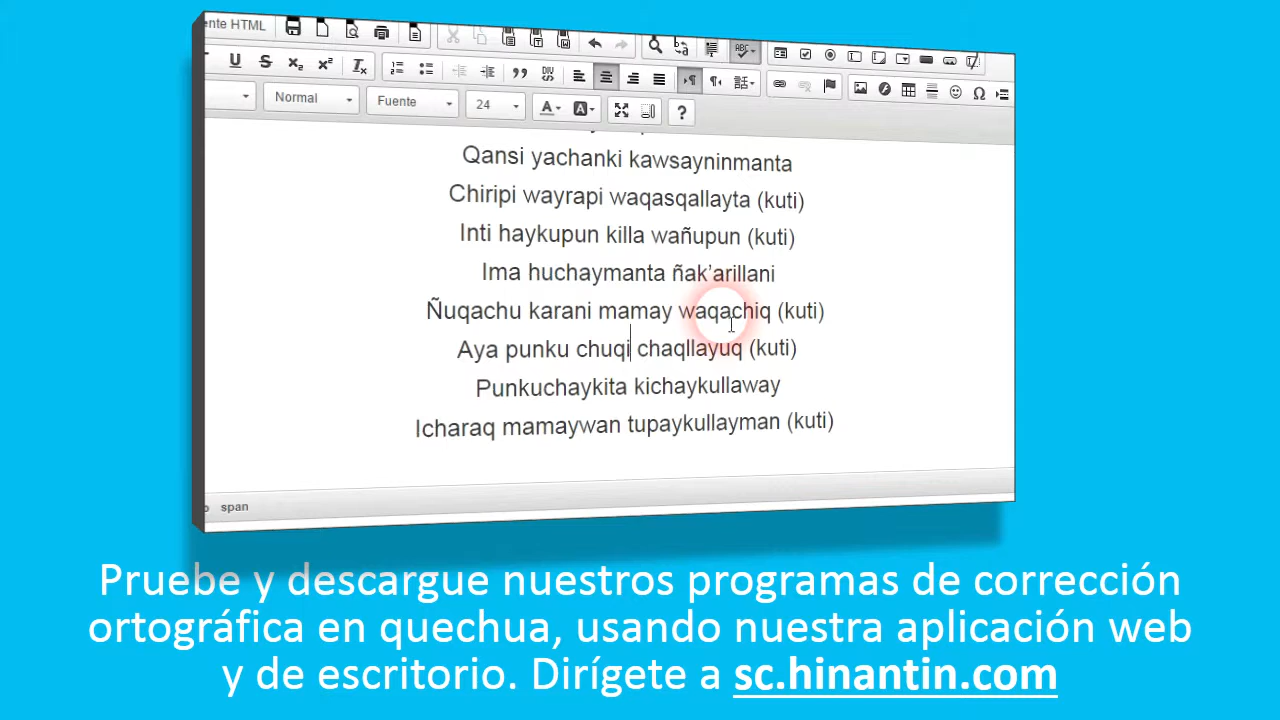 ente HTML
Normal Fuente 24
Qansi yachanki kawsayninmanta
Chiripi wayrapi waqasqallayta (kuti)
Inti haykupun killa wañupun (kuti)
Ima huchaymanta ñak'arillani
Ñuqachu karani mamay waqachiq (kuti)
Aya punku chuqi chaqllayuq (kuti)
Punkuchaykita kichaykullaway
Icharaq mamaywan tupaykullayman (kuti)
span
Pruebe y descargue nuestros programas de corrección
ortográfica en quechua, usando nuestra aplicación web
y de escritorio. Dirígete a sc.hinantin.com